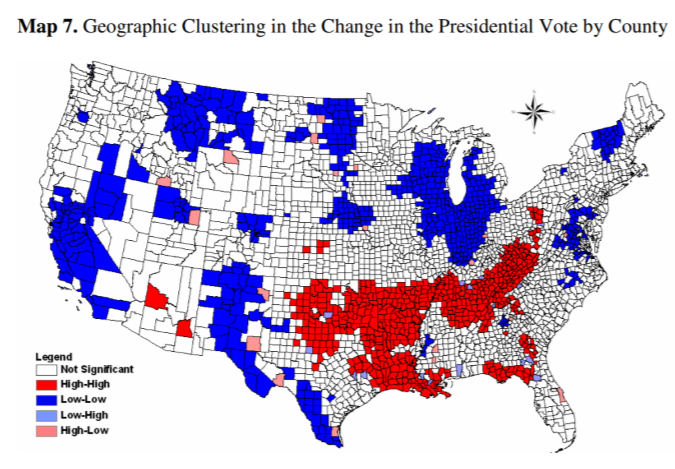 Map 7. Geographic Clustering in the Change in the Presidential Vote by County
Legend
Not Significant
High-High
Low-Low
Low-High
High-Low